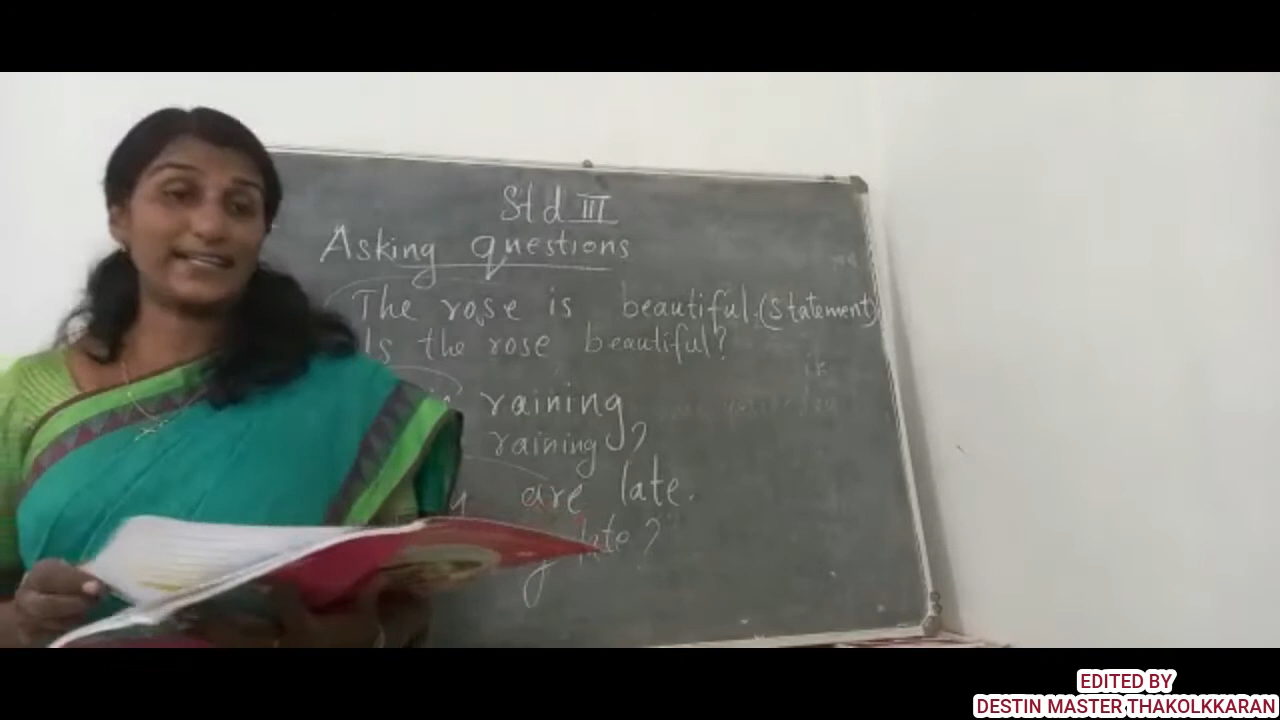 Std III
Asking questions
The rose is beautiful. (Statement)
Is the rose beautiful?
is raining
raining?
are late.
late?
EDITED BY
DESTIN MASTER THAKOLKKARAN